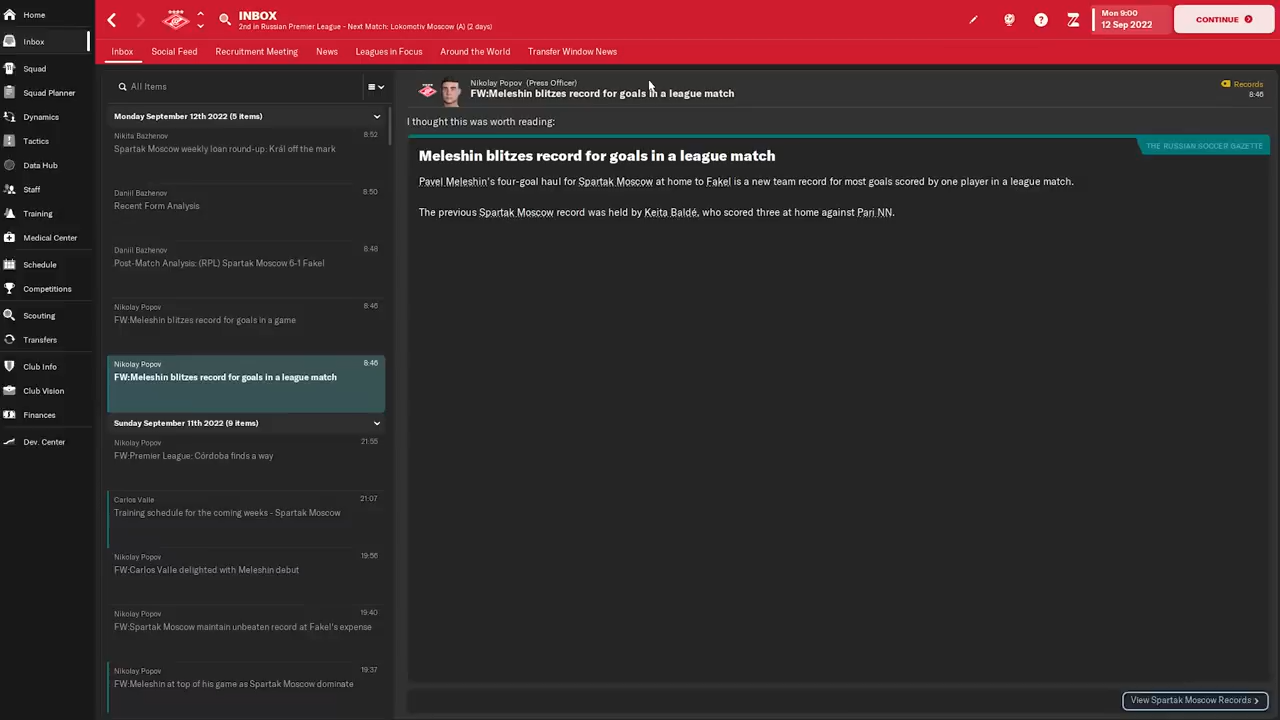 Home
Inbox
Squad
Squad Planner
Dynamics
Tactics
Data Hub
Staff
Training
Medical Center
Schedule
Competitions
Scouting
Transfers
Club Info
Club Vision
Finances
Dev. Center
INBOX
2nd in Russian Premier League - Next Match: Lokomotiv Moscow (A) (2 days)
Mon 9:00
12 Sep 2022
CONTINUE
Inbox
Social Feed
Recruitment Meeting
News
Leagues in Focus
Around the World
Transfer Window News
All Items
Monday September 12th 2022 (5 items)
Nikita Bazhenov 8:52
Spartak Moscow weekly loan round-up: Král off the mark
Daniil Bazhenov 8:50
Recent Form Analysis
Daniil Bazhenov 8:48
Post-Match Analysis: (RPL) Spartak Moscow 6-1 Fakel
Nikolay Popov 8:46
FW:Meleshin blitzes record for goals in a game
Nikolay Popov 8:46
FW:Meleshin blitzes record for goals in a league match
Sunday September 11th 2022 (9 items)
Nikolay Popov 21:55
FW:Premier League: Córdoba finds a way
Carlos Valle 21:07
Training schedule for the coming weeks - Spartak Moscow
Nikolay Popov 19:56
FW:Carlos Valle delighted with Meleshin debut
Nikolay Popov 19:40
FW:Spartak Moscow maintain unbeaten record at Fakel's expense
Nikolay Popov 19:37
FW:Meleshin at top of his game as Spartak Moscow dominate
Nikolay Popov (Press Officer)
FW:Meleshin blitzes record for goals in a league match
Records
8:46
I thought this was worth reading:
THE RUSSIAN SOCCER GAZETTE
Meleshin blitzes record for goals in a league match
Pavel Meleshin's four-goal haul for Spartak Moscow at home to Fakel is a new team record for most goals scored by one player in a league match.
The previous Spartak Moscow record was held by Keita Baldé, who scored three at home against Pari NN.
View Spartak Moscow Records